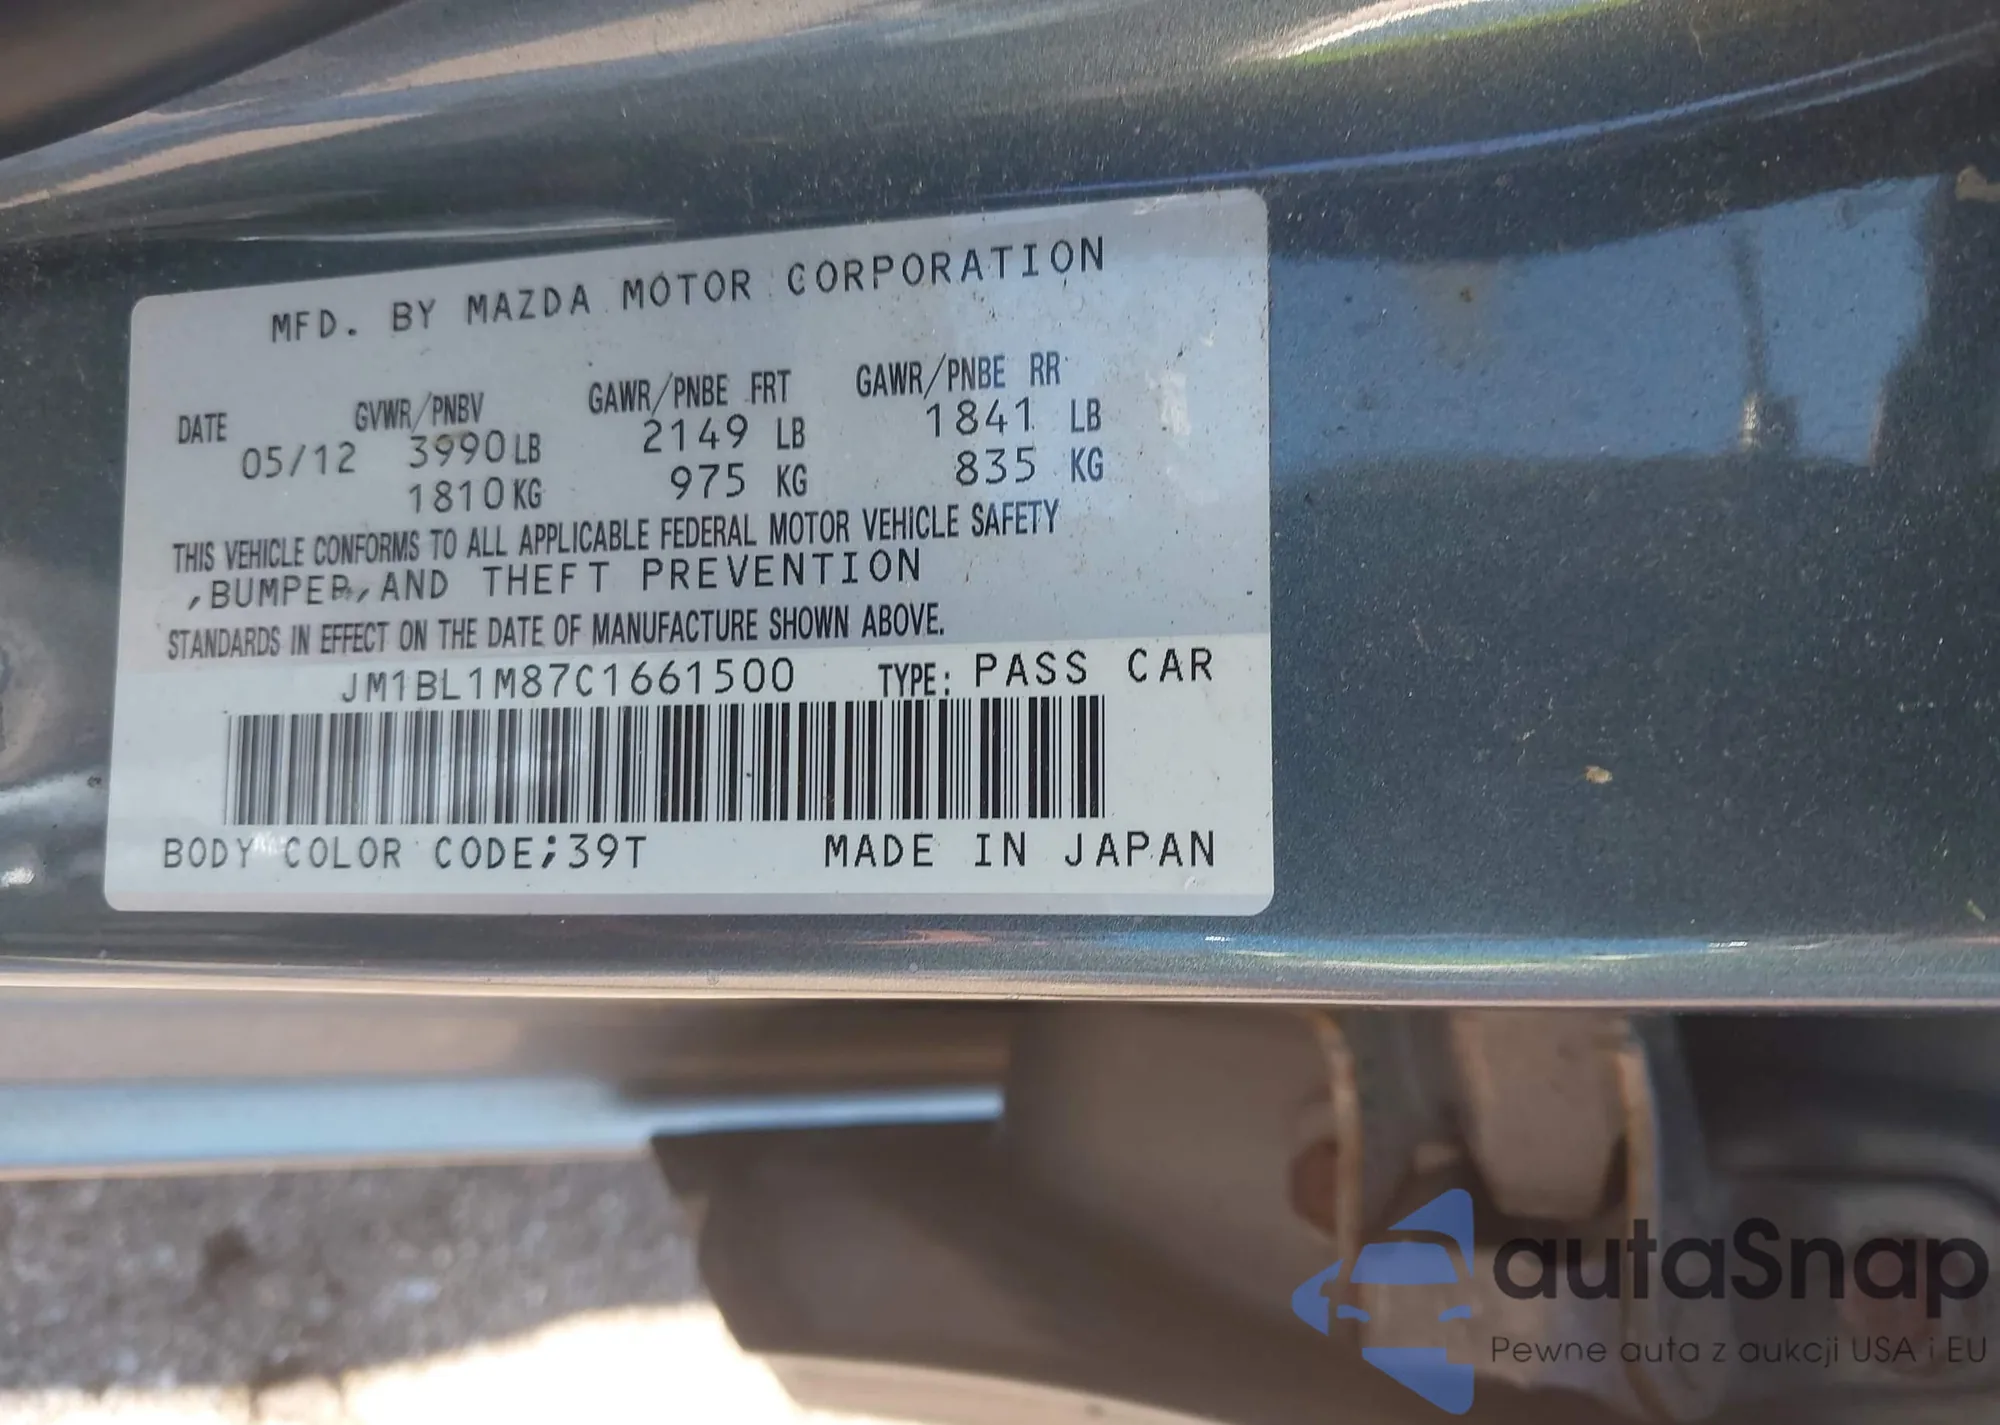 MFD. BY MAZDA MOTOR CORPORATION
DATE GVWR/PNBV GAWR/PNBE FRT GAWR/PNBE RR
05/12 3990LB 2149 LB 1841 LB
1810KG 975 KG 835 KG
THIS VEHICLE CONFORMS TO ALL APPLICABLE FEDERAL MOTOR VEHICLE SAFETY
,BUMPER,AND THEFT PREVENTION
STANDARDS IN EFFECT ON THE DATE OF MANUFACTURE SHOWN ABOVE.
JM1BL1M87C1661500 TYPE: PASS CAR
BODY COLOR CODE;39T MADE IN JAPAN
autaSnap
Pewne auta z aukcji USA i EU